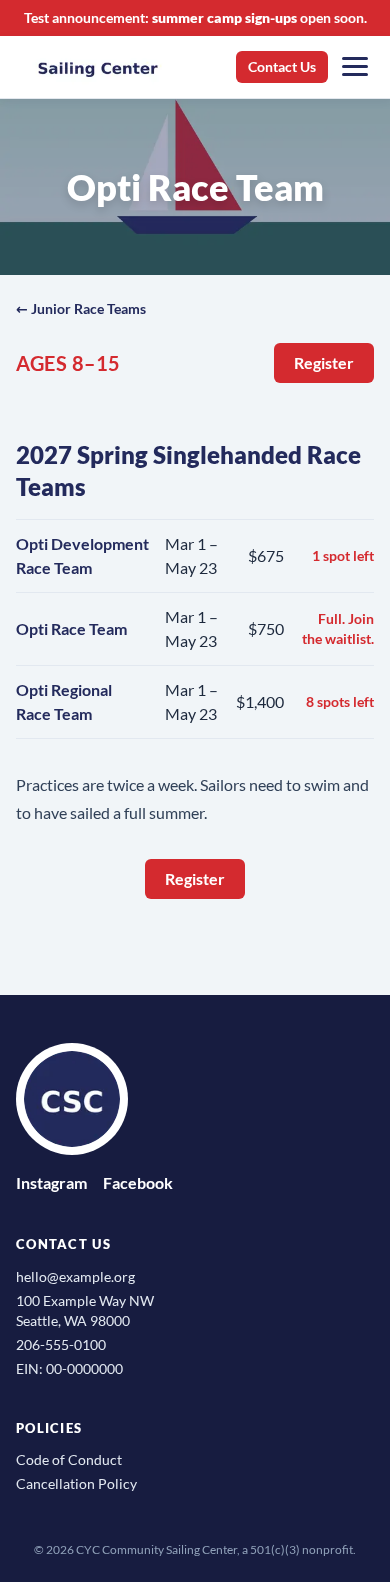 Test announcement: summer camp sign-ups open soon.
Sailing Center
Contact Us
Opti Race Team
← Junior Race Teams
AGES 8–15
Register
2027 Spring Singlehanded Race
Teams
Opti Development
Race Team
Mar 1 –
May 23
$675
1 spot left
Opti Race Team
Mar 1 –
May 23
$750
Full. Join
the waitlist.
Opti Regional
Race Team
Mar 1 –
May 23
$1,400
8 spots left
Practices are twice a week. Sailors need to swim and
to have sailed a full summer.
Register
CSC
Instagram Facebook
CONTACT US
hello@example.org
100 Example Way NW
Seattle, WA 98000
206-555-0100
EIN: 00-0000000
POLICIES
Code of Conduct
Cancellation Policy
© 2026 CYC Community Sailing Center, a 501(c)(3) nonprofit.